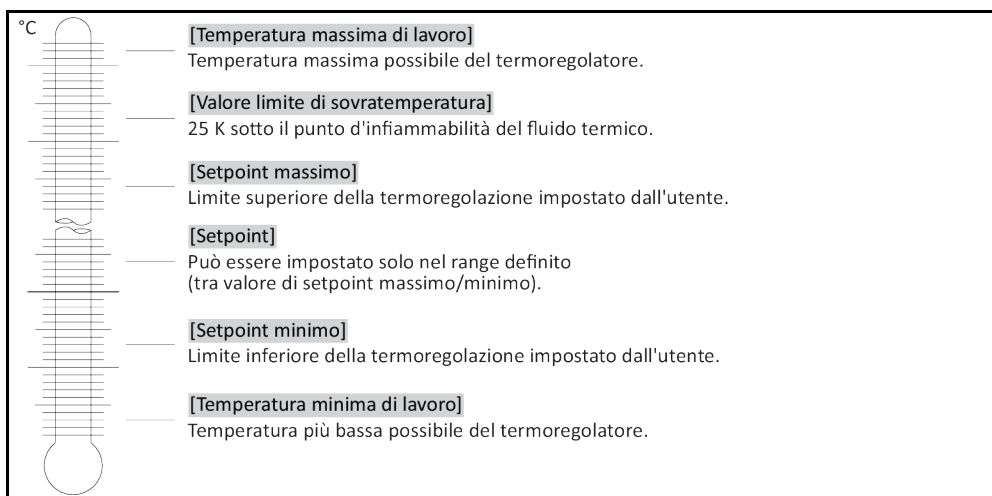 °C
[Temperatura massima di lavoro]
Temperatura massima possibile del termoregolatore.
[Valore limite di sovratemperatura]
25 K sotto il punto d'infiammabilità del fluido termico.
[Setpoint massimo]
Limite superiore della termoregolazione impostato dall'utente.
[Setpoint]
Può essere impostato solo nel range definito
(tra valore di setpoint massimo/minimo).
[Setpoint minimo]
Limite inferiore della termoregolazione impostato dall'utente.
[Temperatura minima di lavoro]
Temperatura più bassa possibile del termoregolatore.